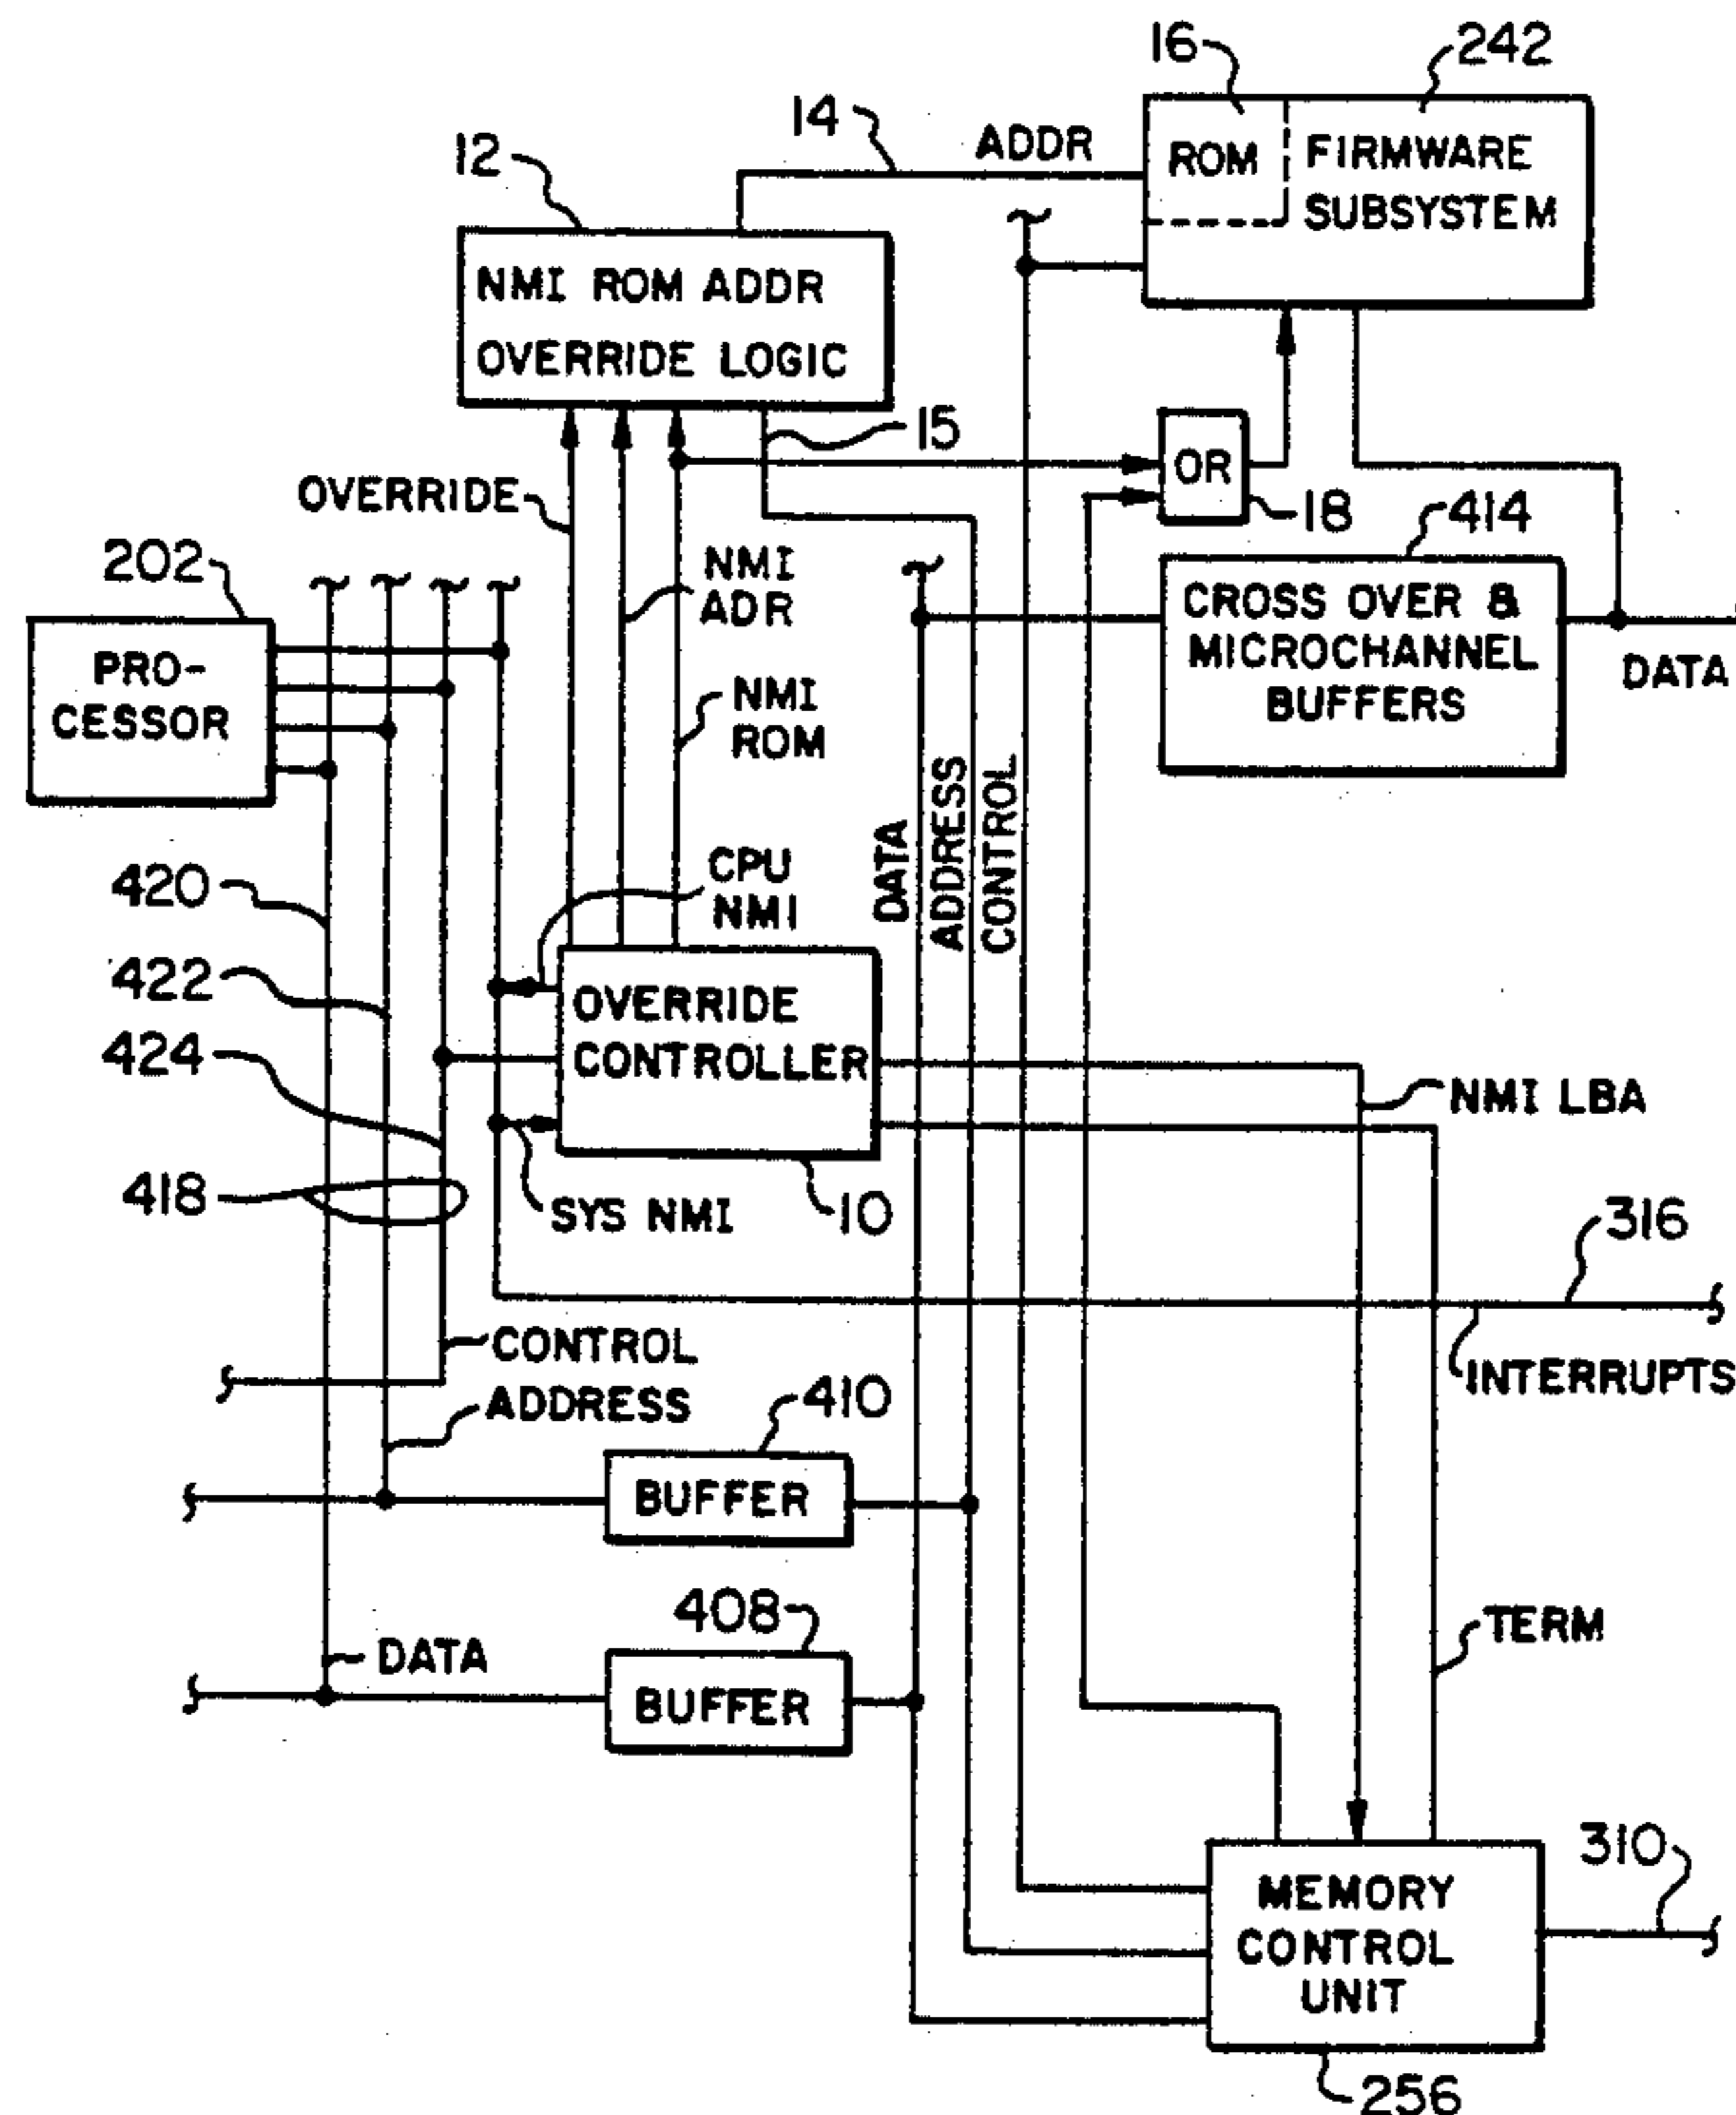 16
242
14
ADDR
12
ROM
FIRMWARE
SUBSYSTEM
NMI ROM ADDR
OVERRIDE LOGIC
15
OR
OVERRIDE
18
414
202
NMI
ADR
CROSS OVER &
MICROCHANNEL
BUFFERS
PRO-
CESSOR
DATA
NMI
ROM
DATA
ADDRESS
CONTROL
CPU
NMI
420
422
OVERRIDE
CONTROLLER
424
NMI LBA
418
SYS NMI
10
316
CONTROL
INTERRUPTS
ADDRESS
410
BUFFER
408
TERM
DATA
BUFFER
310
MEMORY
CONTROL
UNIT
256